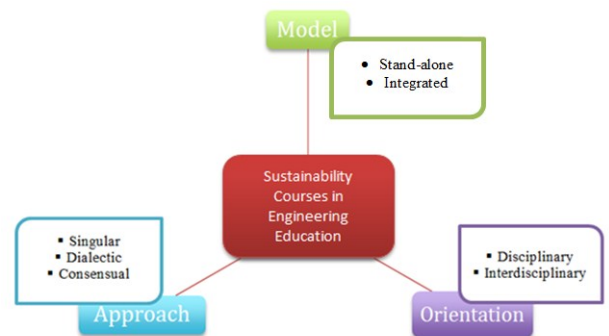 Model
• Stand-alone
• Integrated
Sustainability
Courses in
Engineering
Education
▪ Singular
▪ Dialectic
▪ Consensual
Approach
▪ Disciplinary
▪ Interdisciplinary
Orientation